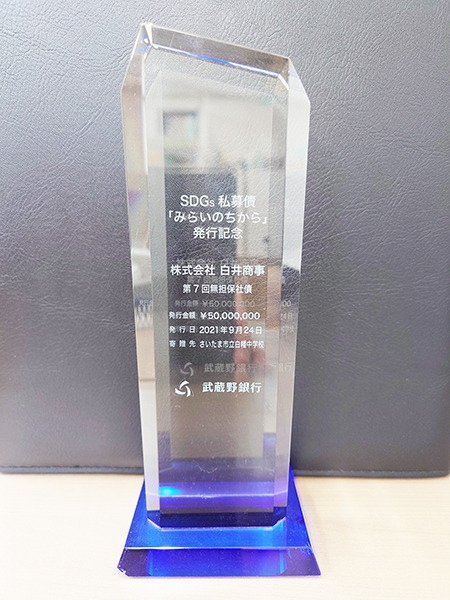 SDGs 私募債
「みらいのちから」
発行記念
株式会社 白井商事
第7回無担保社債
発行金額 ¥50,000,000
発行日 2021年9月24日
寄贈先 さいたま市立白幡中学校
武蔵野銀行